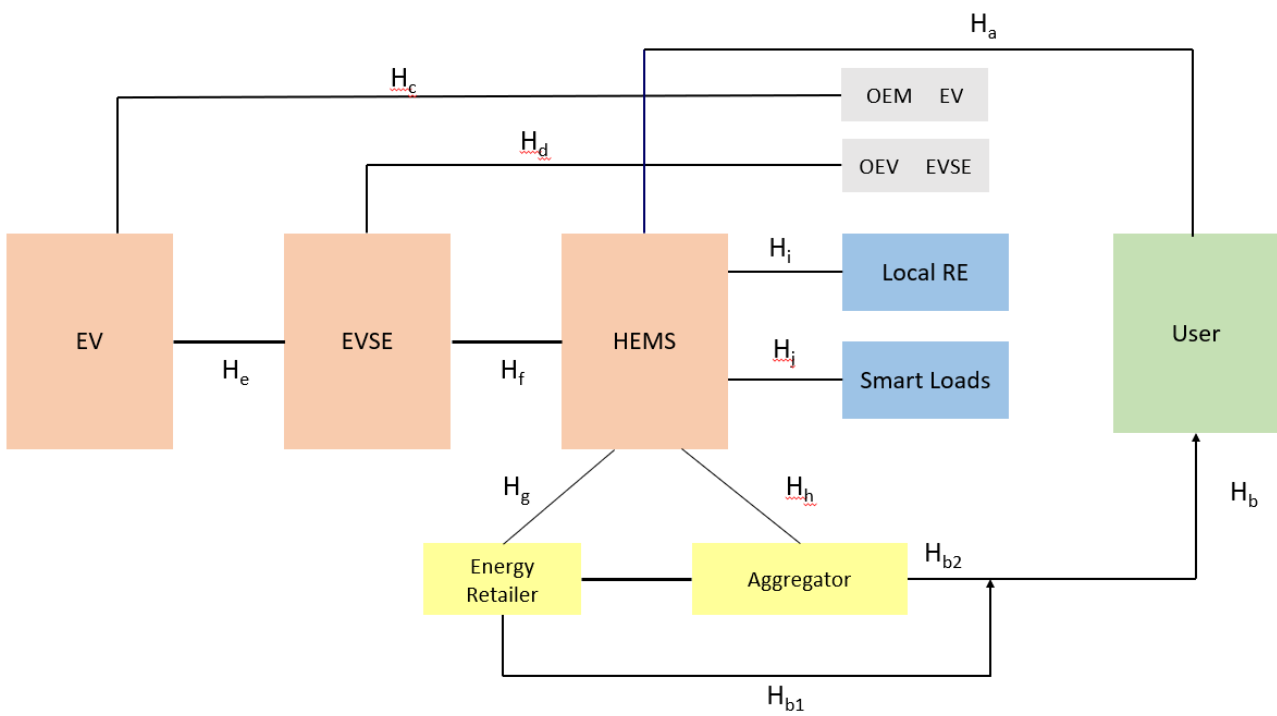 Ha
Hc
OEM EV
Hd
OEV EVSE
Hi
Local RE
EV
EVSE
HEMS
User
He
Hf
Hj
Smart Loads
Hg
Hh
Hb
Energy
Retailer
Aggregator
Hb2
Hb1